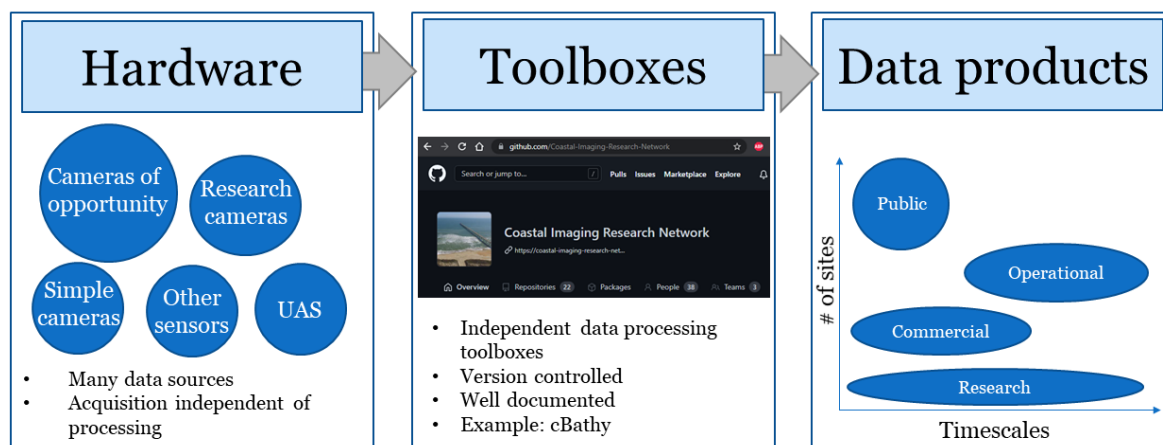 Hardware
Cameras of
opportunity
Research
cameras
Simple
cameras
Other
sensors
UAS
• Many data sources
• Acquisition independent of
processing
Toolboxes
github.com/Coastal-Imaging-Research-Network
Search or jump to...
/
Pulls Issues Marketplace Explore
Coastal Imaging Research Network
https://coastal-imaging-research-net...
Overview Repositories 22 Packages People 38 Teams 3
• Independent data processing
toolboxes
• Version controlled
• Well documented
• Example: cBathy
Data products
# of sites
Public
Operational
Commercial
Research
Timescales